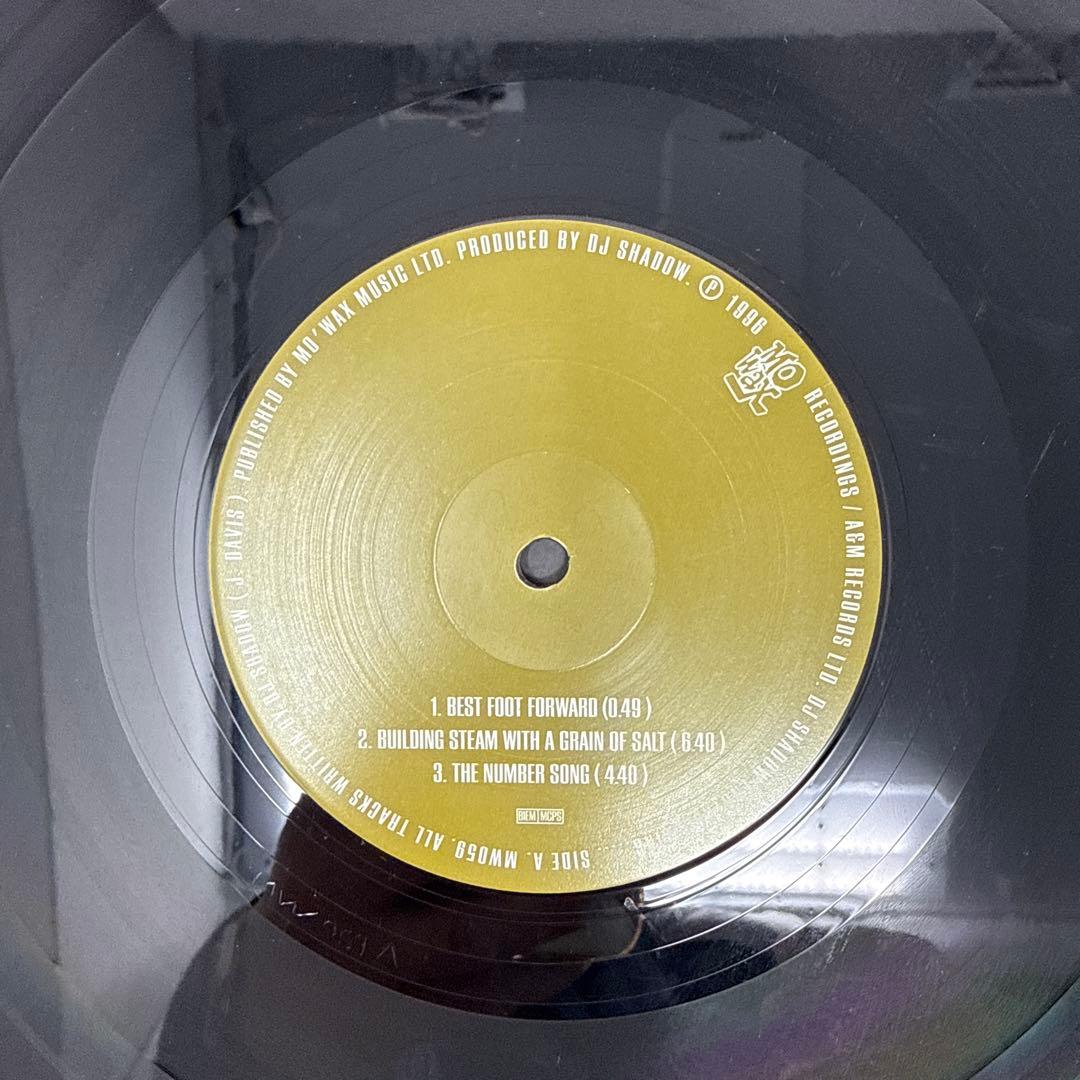 SIDE A. MW059. ALL TRACKS WRITTEN BY DJ SHADOW ( J DAVIS ). PUBLISHED BY MO'WAX MUSIC LTD. PRODUCED BY DJ SHADOW. Ⓟ 1996
MO
WAX
RECORDINGS / A&M RECORDS LTD. DJ SHADOW
1. BEST FOOT FORWARD (0.49 )
2. BUILDING STEAM WITH A GRAIN OF SALT ( 6.40 )
3. THE NUMBER SONG ( 4.40 )
BIEM MCPS